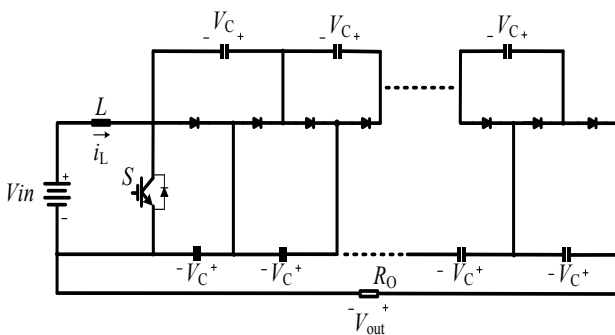 - VC + - VC + - VC +
L
iL
S
Vin
+
-
- VC + - VC + - VC + - VC +
RO
- Vout +